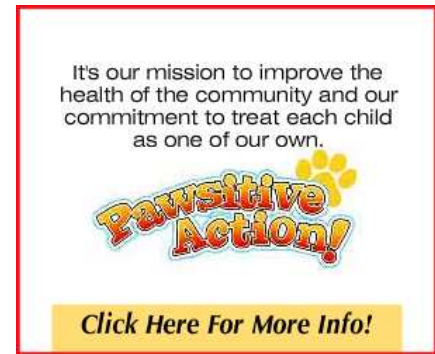 It's our mission to improve the
health of the community and our
commitment to treat each child
as one of our own.
Pawsitive
Action!
Click Here For More Info!